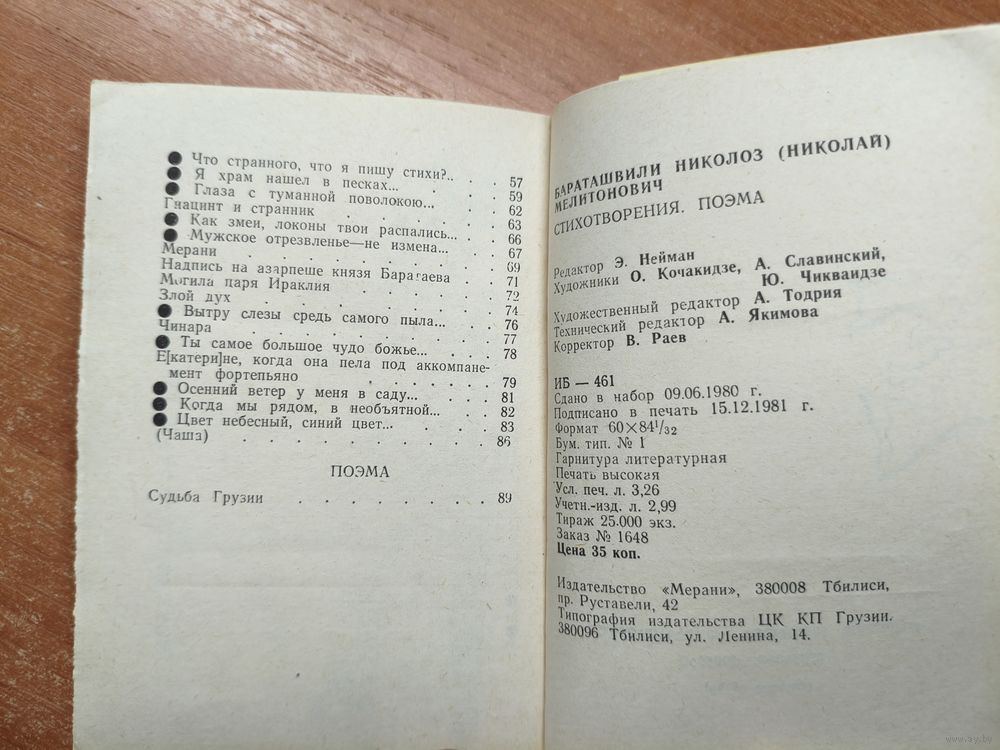 ● Что странного, что я пишу стихи?.. . . 57
● Я храм нашел в песках... . . 59
● Глаза с туманной поволокою... . . 62
Гиацинт и странник . . . . . 63
● Как змеи, локоны твои распались... . 66
● Мужское отрезвленье—не измена... . . 67
Мерани . . . . . . . . . 69
Надпись на азарпеше князя Баратаева . . 71
Могила царя Ираклия . . . . . 72
Злой дух . . . . . . . . 74
● Вытру слезы средь самого пыла... . . 76
Чинара . . . . . . . . . 77
● Ты самое большое чудо божье... . . 78
Е[катери]не, когда она пела под аккомпане-
мент фортепьяно . . . . . . 79
● Осенний ветер у меня в саду... . . . 81
● Когда мы рядом, в необъятной... . . 82
● Цвет небесный, синий цвет... . . . 83
(Чаша) . . . . . . . . . 86
ПОЭМА
Судьба Грузии . . . . . . . 89
БАРАТАШВИЛИ НИКОЛОЗ (НИКОЛАЙ)
МЕЛИТОНОВИЧ
СТИХОТВОРЕНИЯ. ПОЭМА
Редактор Э. Нейман
Художники О. Кочакидзе, А. Славинский,
Ю. Чикваидзе
Художественный редактор А. Тодрия
Технический редактор А. Якимова
Корректор В. Раев
ИБ — 461
Сдано в набор 09.06.1980 г.
Подписано в печать 15.12.1981 г.
Формат 60×84¹/₃₂
Бум. тип. № 1
Гарнитура литературная
Печать высокая
Усл. печ. л. 3,26
Учетн.-изд. л. 2,99
Тираж 25.000 экз.
Заказ № 1648
Цена 35 коп.
Издательство «Мерани», 380008 Тбилиси,
пр. Руставели, 42
Типография издательства ЦК КП Грузии.
380096 Тбилиси, ул. Ленина, 14.
www.ay.by